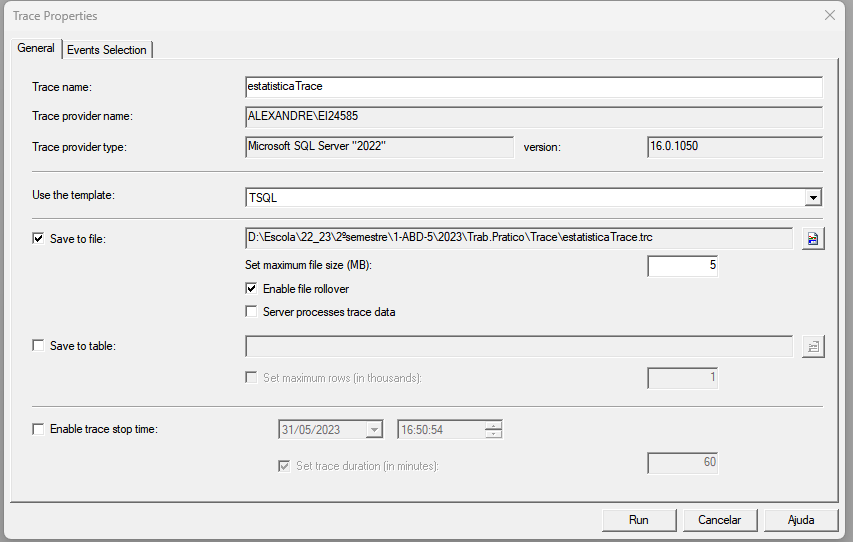 Trace Properties
General Events Selection
Trace name: estatisticaTrace
Trace provider name: ALEXANDRE\EI24585
Trace provider type: Microsoft SQL Server "2022" version: 16.0.1050
Use the template: TSQL
Save to file: D:\Escola\22_23\2ºsemestre\1-ABD-5\2023\Trab.Pratico\Trace\estatisticaTrace.trc
Set maximum file size (MB): 5
Enable file rollover
Server processes trace data
Save to table:
Set maximum rows (in thousands): 1
Enable trace stop time: 31/05/2023 16:50:54
Set trace duration (in minutes): 60
Run Cancelar Ajuda